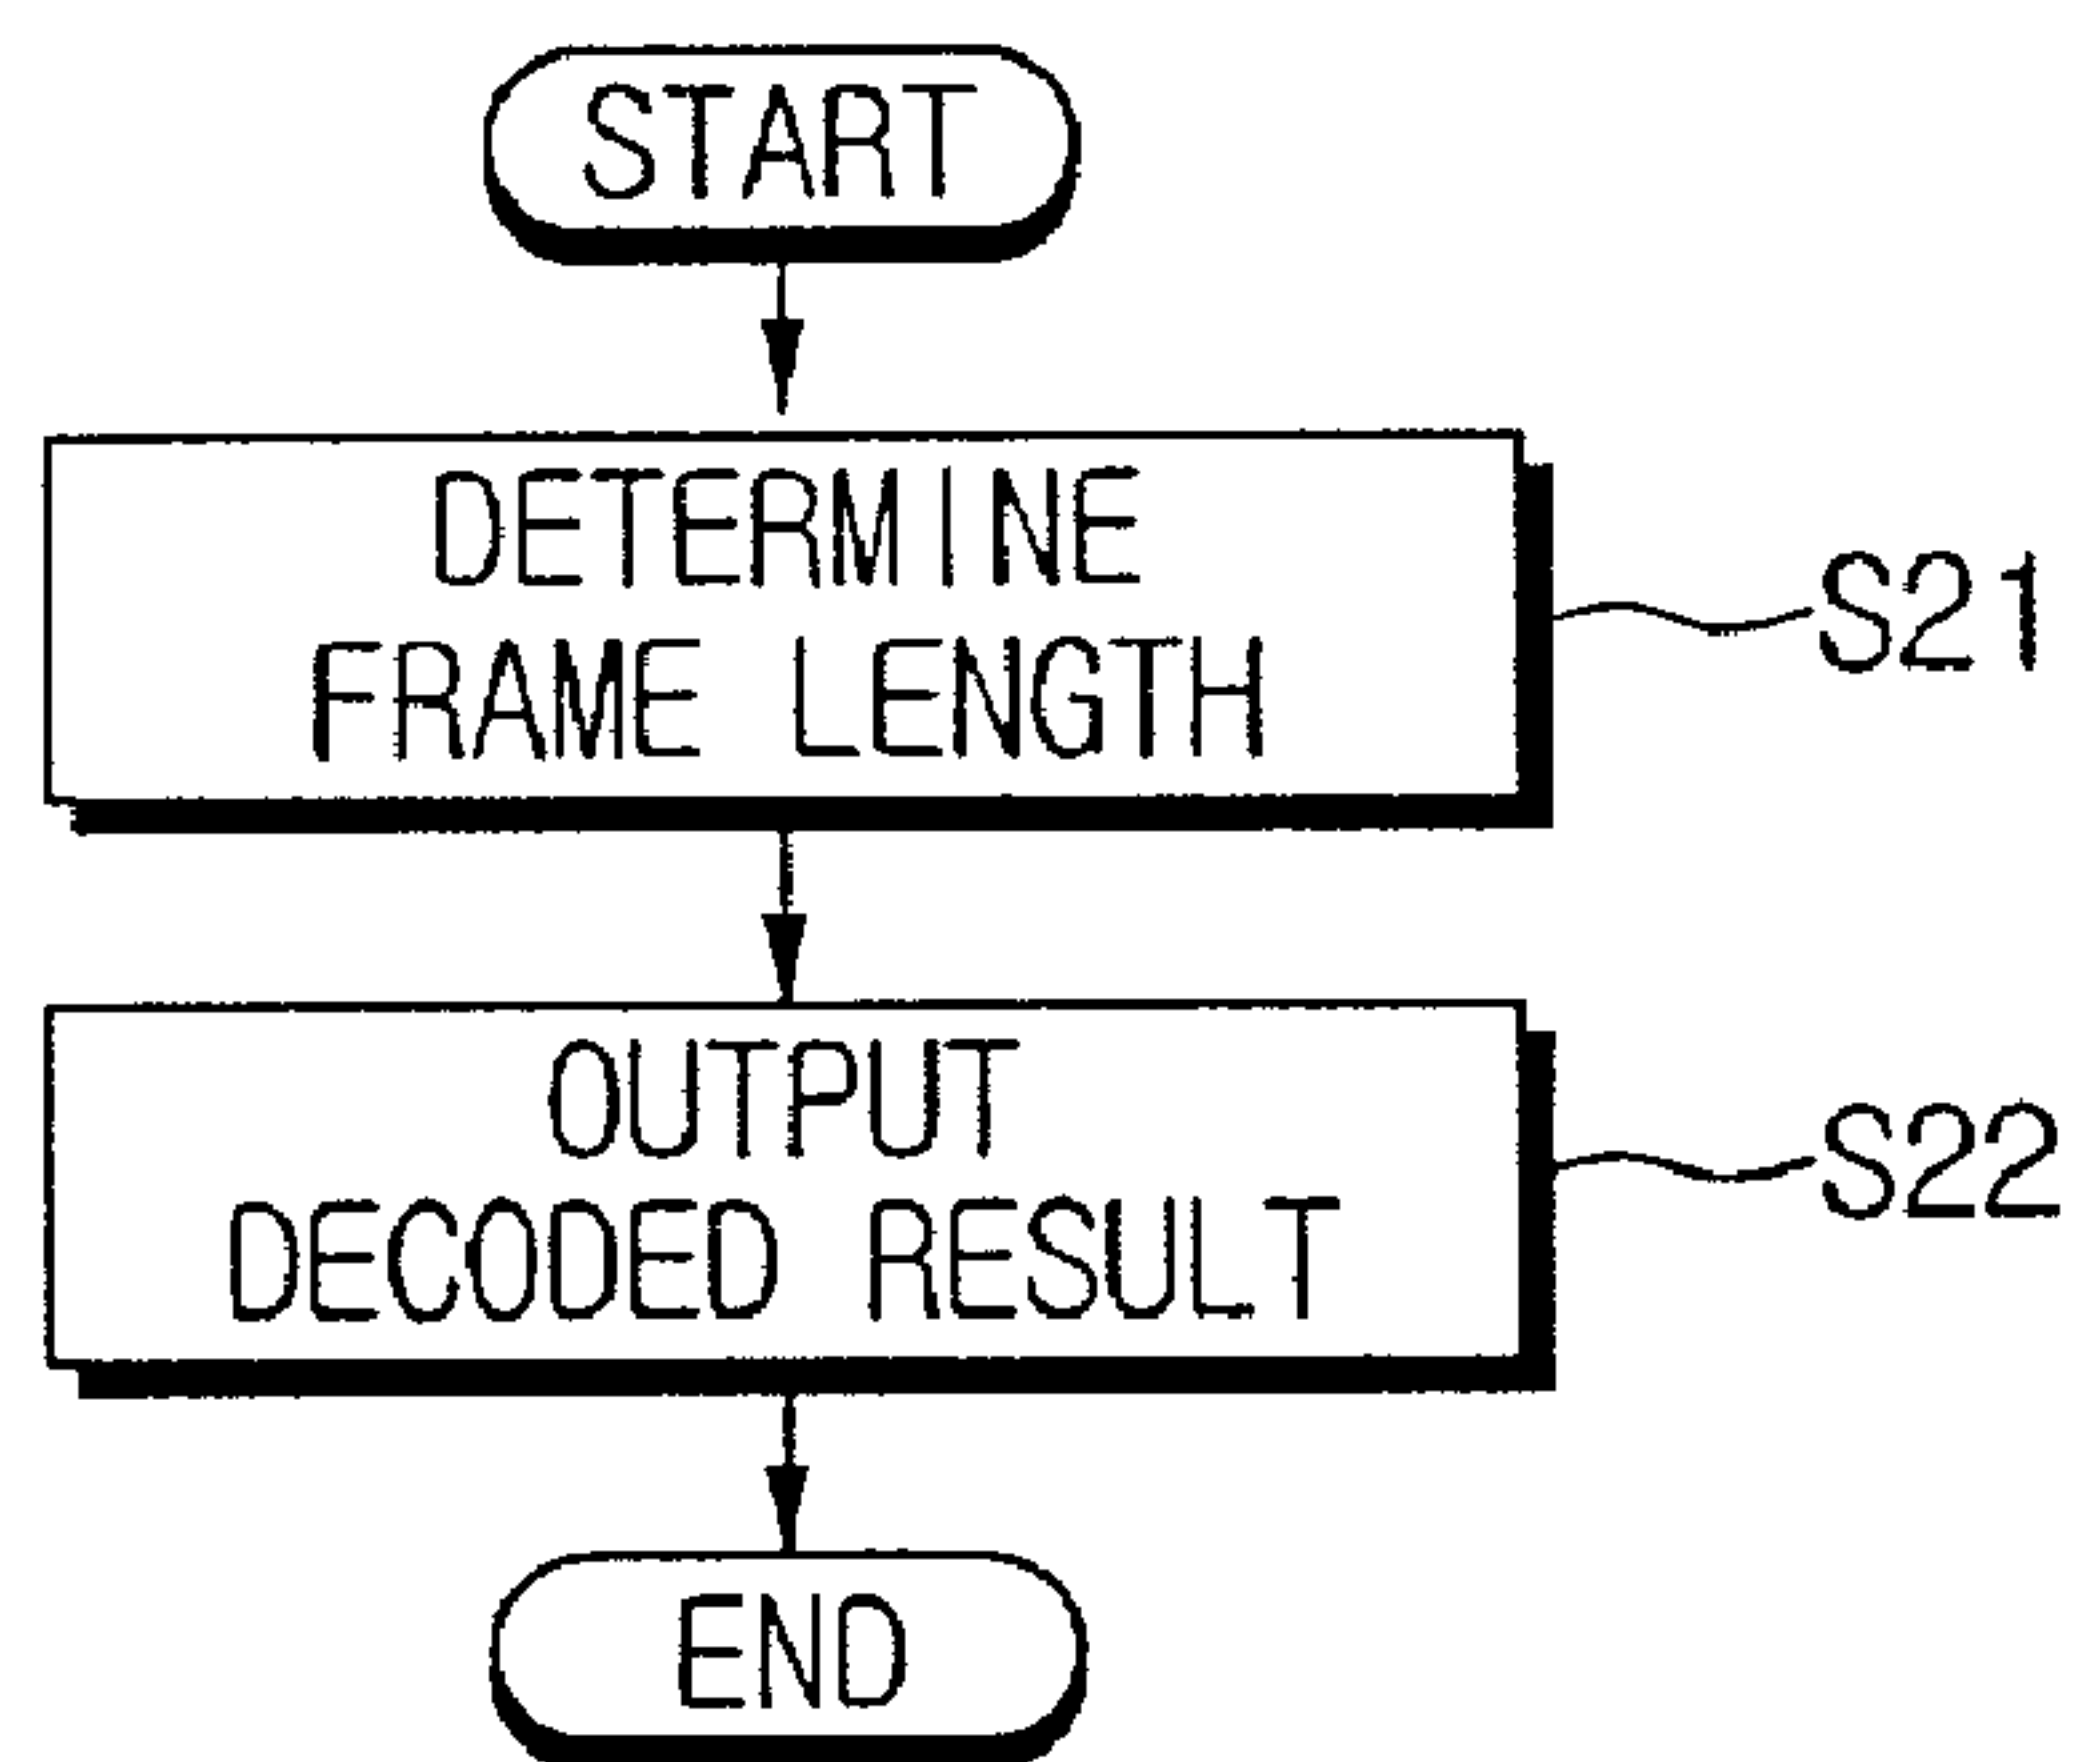 START
DETERMINE
FRAME LENGTH
S21
OUTPUT
DECODED RESULT
S22
END